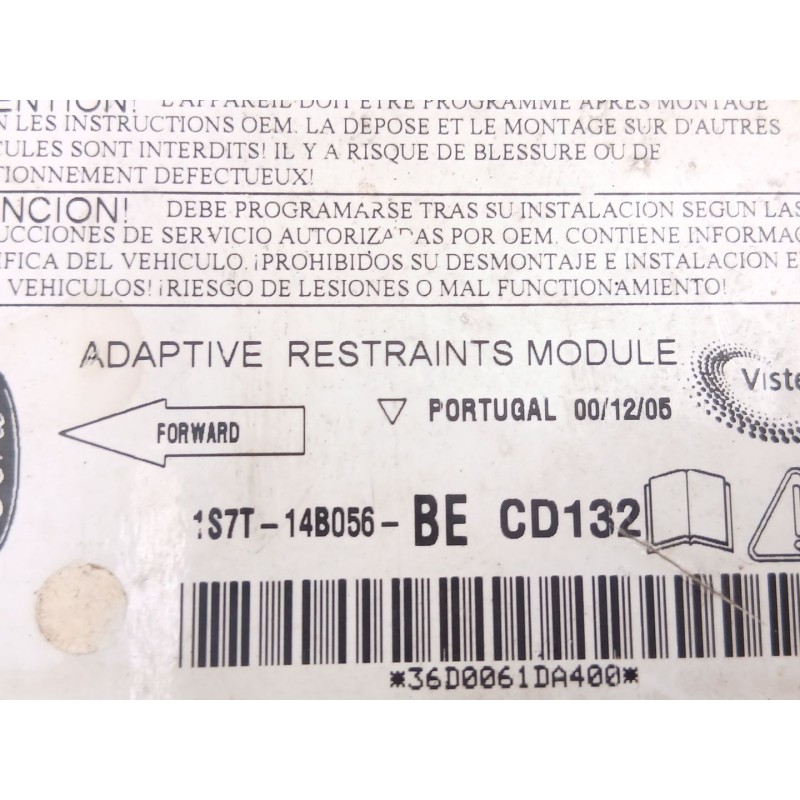 ENTION! L'APPAREIL DOIT ETRE PROGRAMME APRES MONTAGE
N LES INSTRUCTIONS OEM. LA DEPOSE ET LE MONTAGE SUR D'AUTRES
ICULES SONT INTERDITS! IL Y A RISQUE DE BLESSURE OU DE
TIONNEMENT DEFECTUEUX!
ENCION! DEBE PROGRAMARSE TRAS SU INSTALACION SEGUN LAS
UCCIONES DE SERVICIO AUTORIZADAS POR OEM. CONTIENE INFORMAC
IFICA DEL VEHICULO. ¡PROHIBIDOS SU DESMONTAJE E INSTALACION E
VEHICULOS! ¡RIESGO DE LESIONES O MAL FUNCTIONAMIENTO!
ADAPTIVE RESTRAINTS MODULE
Viste
FORWARD
PORTUGAL 00/12/05
1S7T-14B056-BE CD132
*36D0061DA400*